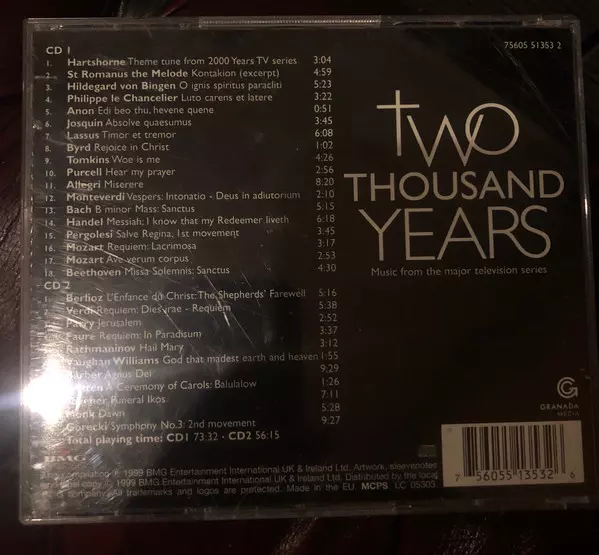 CD 1
75605 51353 2
1. Hartshorne Theme tune from 2000 Years TV series 3:04
2. St Romanus the Melode Kontakion (excerpt) 4:59
3. Hildegard von Bingen O ignis spiritus paracliti 5:23
4. Philippe le Chancelier Luto carens et latere 3:22
5. Anon Edi beo thu, hevene quene 0:51
6. Josquin Absolve quaesumus 3:45
7. Lassus Timor et tremor 6:08
8. Byrd Rejoice in Christ 1:02
9. Tomkins Woe is me 4:26
10. Purcell Hear my prayer 2:56
11. Allegri Miserere 8:20
12. Monteverdi Vespers: Intonatio - Deus in adiutorium 2:10
13. Bach B minor Mass: Sanctus 5:15
14. Handel Messiah; I know that my Redeemer liveth 6:18
15. Pergolesi Salve Regina, 1st movement 3:45
16. Mozart Requiem: Lacrimosa 3:17
17. Mozart Ave verum corpus 2:53
18. Beethoven Missa Solemnis: Sanctus 4:30
CD 2
1. Berlioz L'Enfance du Christ: The Shepherds' Farewell 5:16
Verdi Requiem: Dies irae - Requiem 5:38
Parry Jerusalem 2:52
Faure Requiem: In Paradisum 3:37
Rachmaninov Hail Mary 3:12
Vaughan Williams God that madest earth and heaven 1:55
Barber Agnus Dei 9:29
A Ceremony of Carols: Balulalow 1:26
Funeral Ikos 7:11
Monk Dawn 5:28
Gorecki Symphony No.3: 2nd movement 9:27
Total playing time: CD1 73:32 · CD2 56:15
two
THOUSAND
YEARS
Music from the major television series
G
GRANADA
MEDIA
BMG
compilation ℗ 1999 BMG Entertainment International UK & Ireland Ltd. Artwork, sleevenotes
copy © 1999 BMG Entertainment International UK & Ireland Ltd. Distributed by the local
company. All trademarks and logos are protected. Made in the EU. MCPS LC 05305
7 56055 13532 6